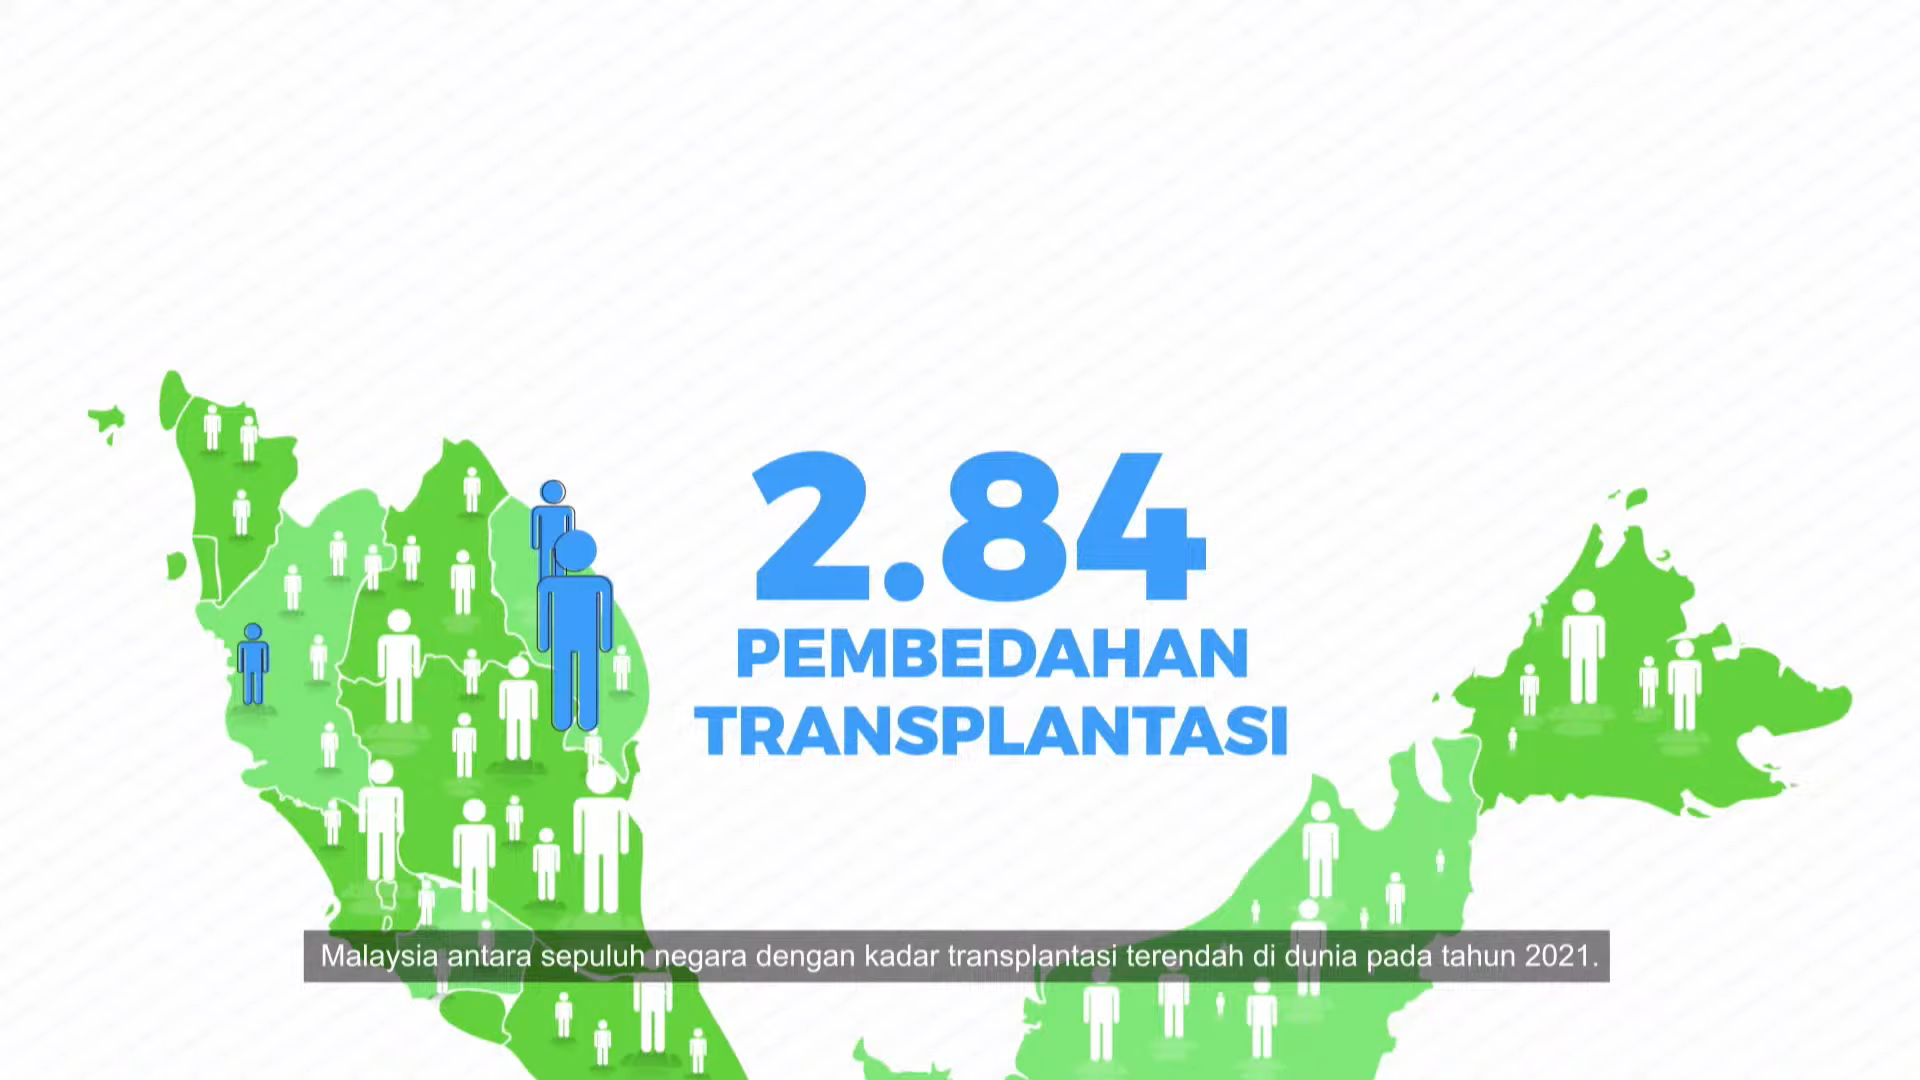 2.84
PEMBEDAHAN
TRANSPLANTASI
Malaysia antara sepuluh negara dengan kadar transplantasi terendah di dunia pada tahun 2021.